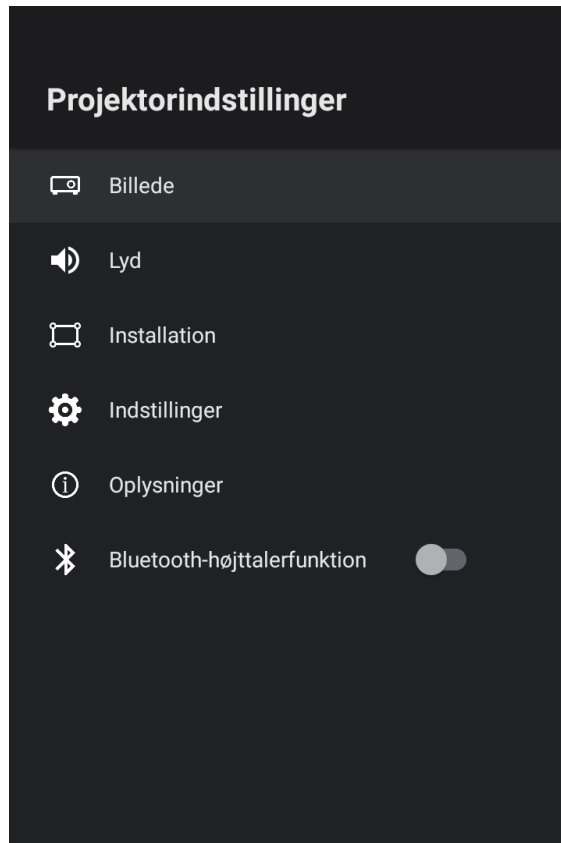 Projektorindstillinger
Billede
Lyd
Installation
Indstillinger
Oplysninger
Bluetooth-højttalerfunktion